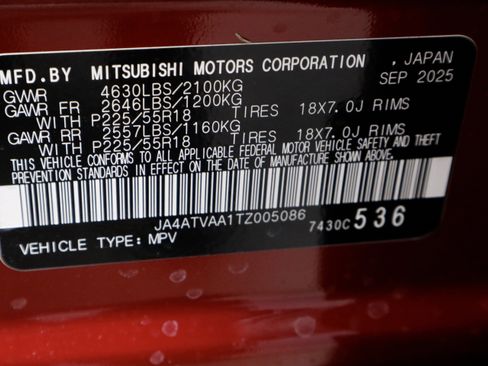 MFD.BY MITSUBISHI MOTORS CORPORATION , JAPAN
SEP 2025
GVWR 4630LBS/2100KG
GAWR FR 2646LBS/1200KG
WITH P225/55R18 TIRES 18X7.0J RIMS
GAWR RR 2557LBS/1160KG
WITH P225/55R18 TIRES 18X7.0J RIMS
THIS VEHICLE CONFORMS TO ALL APPLICABLE FEDERAL MOTOR VEHICLE SAFETY AND THEFT
PREVENTION STANDARDS IN EFFECT ON THE DATE OF MANUFACTURE SHOWN ABOVE.
JA4ATVAA1TZ005086
VEHICLE TYPE:MPV 7430C 536